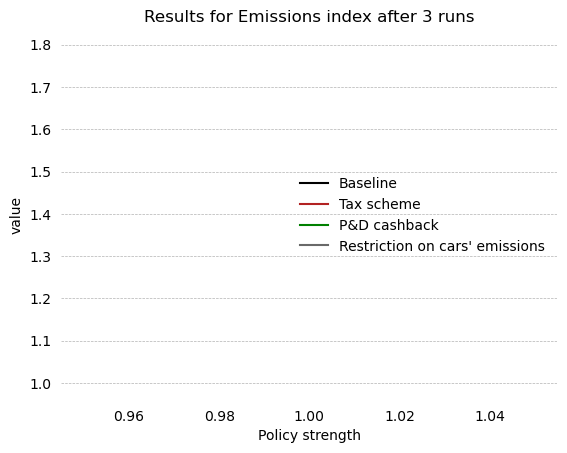 Results for Emissions index after 3 runs
1.8
1.7
1.6
1.5
1.4
1.3
1.2
1.1
1.0
value
Baseline
Tax scheme
P&D cashback
Restriction on cars' emissions
0.96 0.98 1.00 1.02 1.04
Policy strength